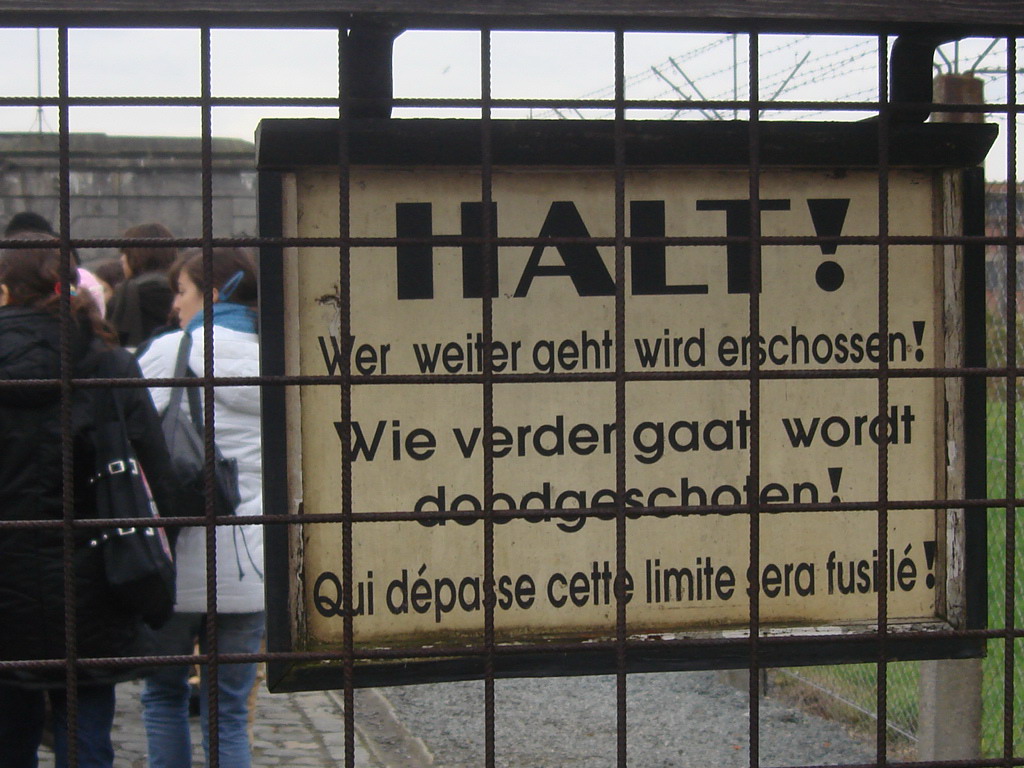 HALT!
Wer weiter geht wird erschossen!
Wie verder gaat wordt
doodgeschoten!
Qui dépasse cette limite sera fusillé!